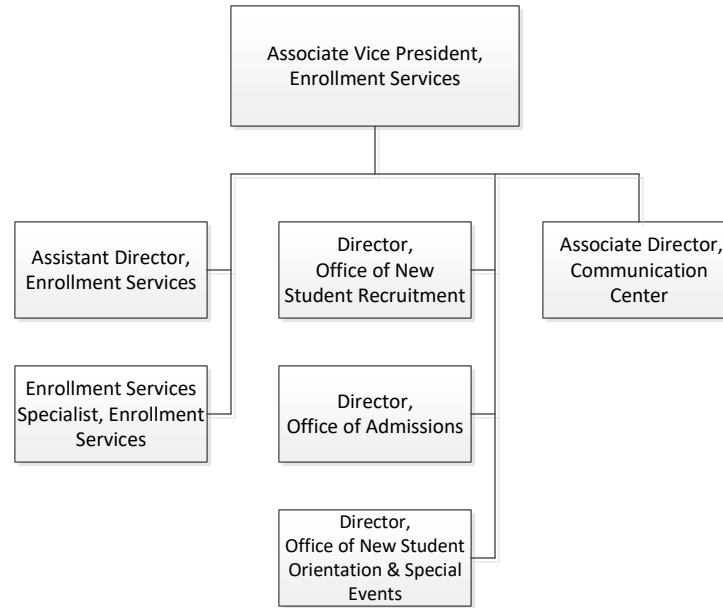 Associate Vice President,
Enrollment Services
Assistant Director,
Enrollment Services
Director,
Office of New
Student Recruitment
Associate Director,
Communication
Center
Enrollment Services
Specialist, Enrollment
Services
Director,
Office of Admissions
Director,
Office of New Student
Orientation & Special
Events